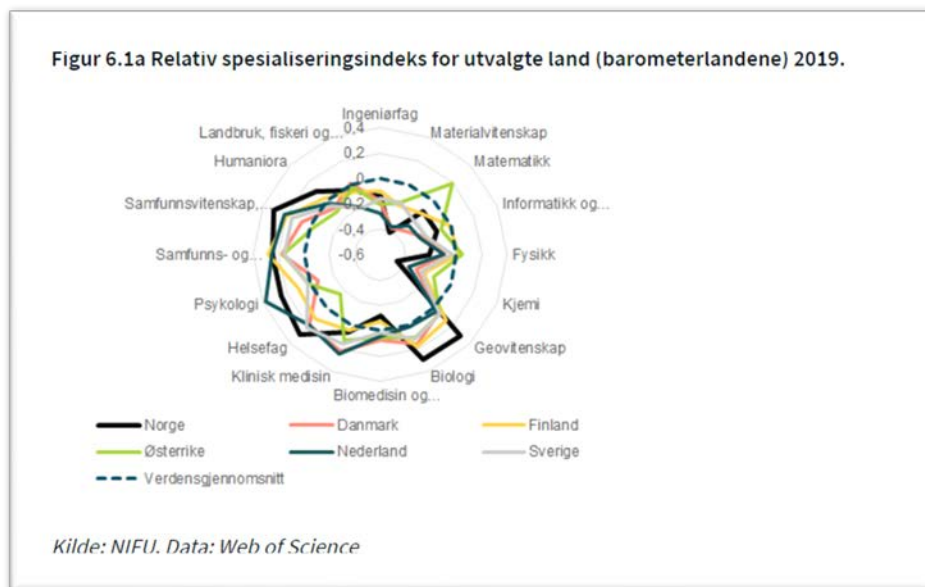 Figur 6.1a Relativ spesialiseringsindeks for utvalgte land (barometerlandene) 2019.
Ingeniørfag
Landbruk, fiskeri og...
0,4
Materialvitenskap
Humaniora
0,2
Matematikk
0
Samfunnsvitenskap,...
-0,2
Informatikk og...
-0,4
Samfunns- og...
-0,6
Fysikk
Psykologi
Kjemi
Helsefag
Geovitenskap
Klinisk medisin
Biologi
Biomedisin og...
Norge
Danmark
Finland
Østerrike
Nederland
Sverige
Verdensgjennomsnitt
Kilde: NIFU. Data: Web of Science